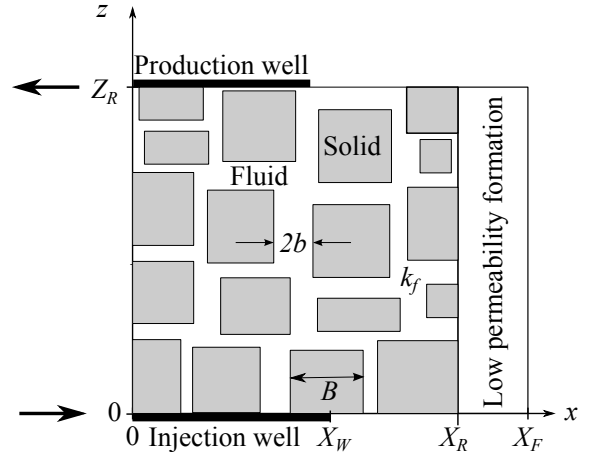 z
Production well
Z_R
Solid
Fluid
2b
k_f
Low permeability formation
B
0
x
0
Injection well
X_W
X_R
X_F